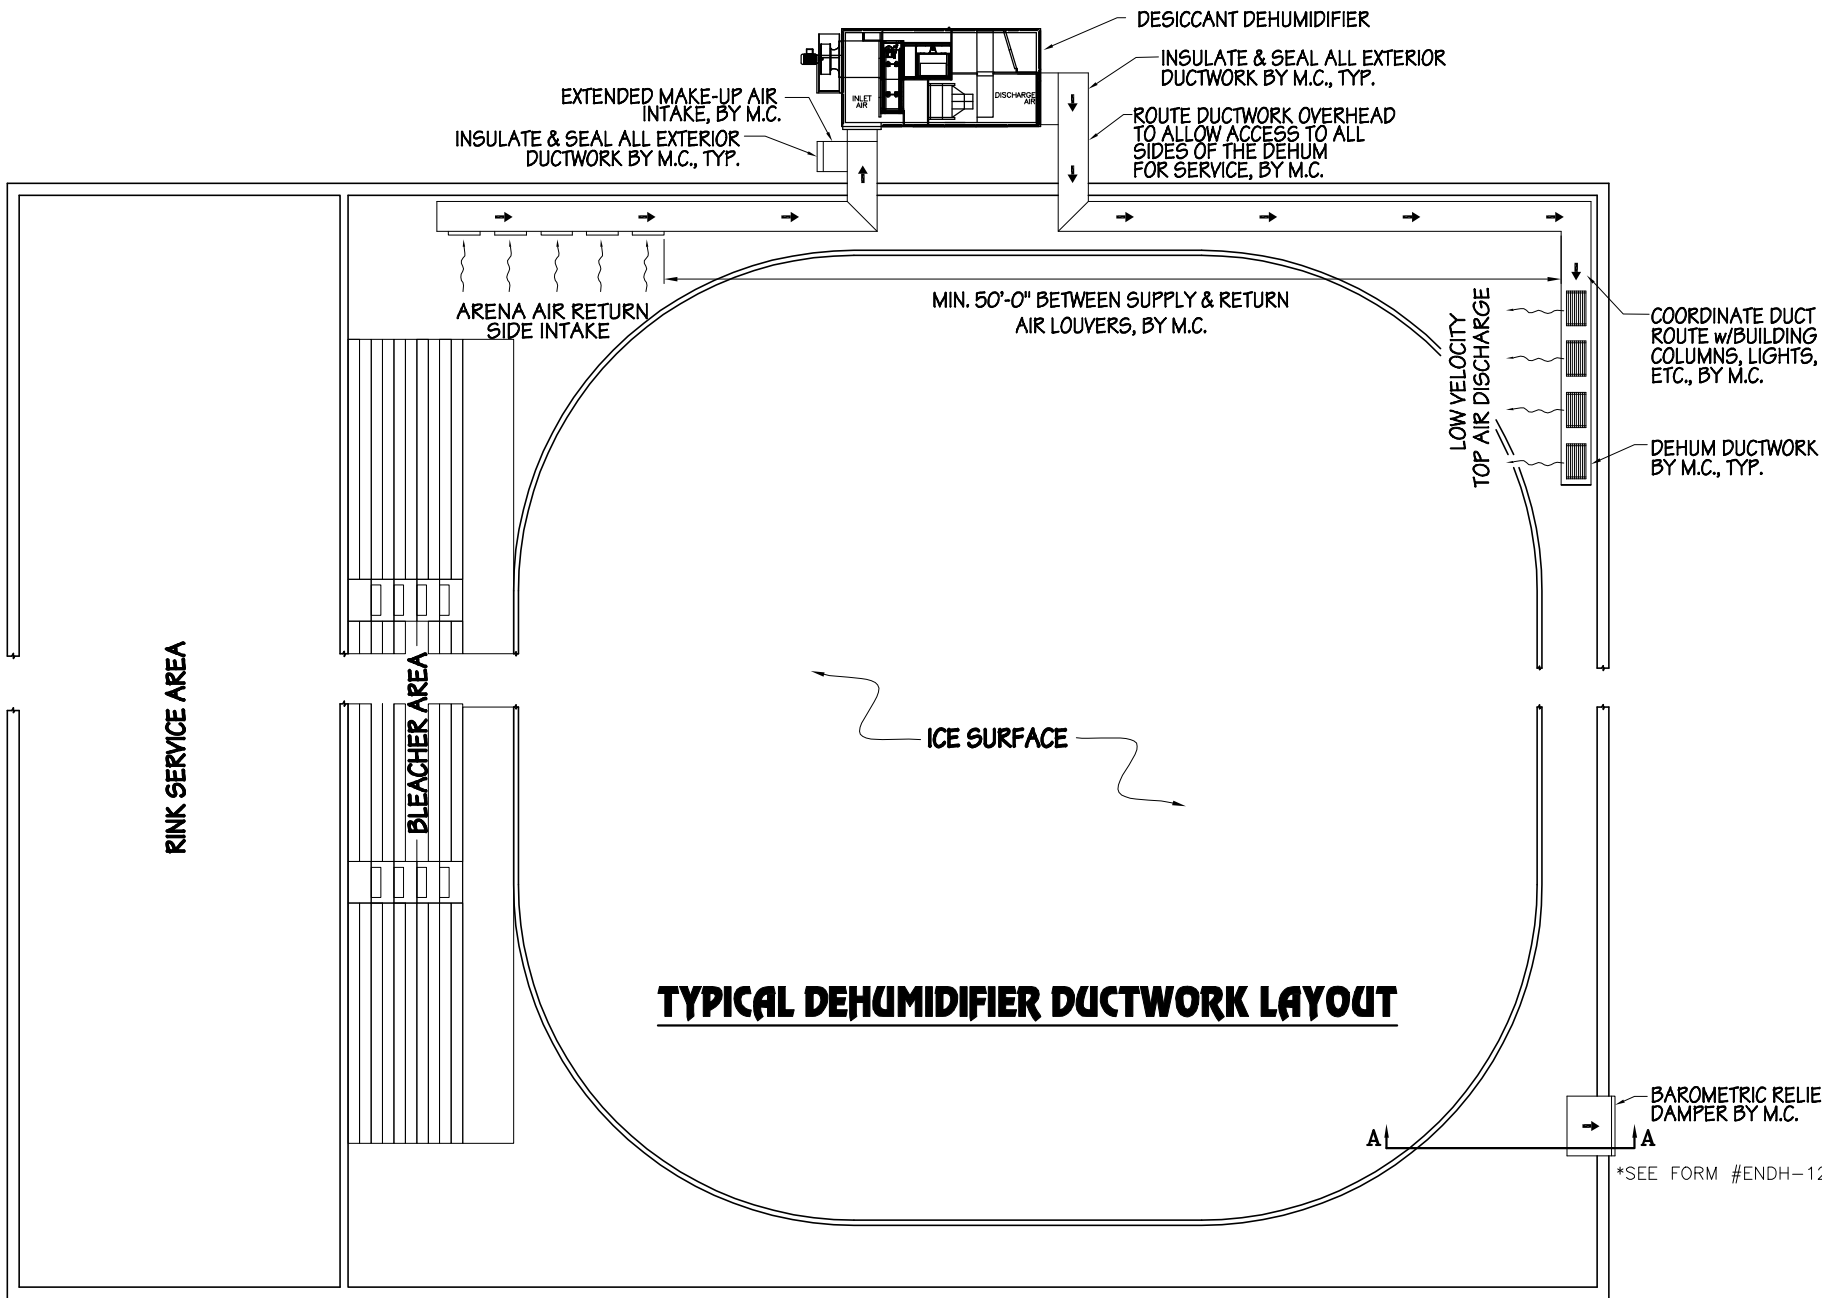 DESICCANT DEHUMIDIFIER
INSULATE & SEAL ALL EXTERIOR
DUCTWORK BY M.C., TYP.
EXTENDED MAKE-UP AIR
INTAKE, BY M.C.
INLET
AIR
DISCHARGE
AIR
INSULATE & SEAL ALL EXTERIOR
DUCTWORK BY M.C., TYP.
ROUTE DUCTWORK OVERHEAD
TO ALLOW ACCESS TO ALL
SIDES OF THE DEHUM
FOR SERVICE, BY M.C.
ARENA AIR RETURN
SIDE INTAKE
MIN. 50'-0" BETWEEN SUPPLY & RETURN
AIR LOUVERS, BY M.C.
LOW VELOCITY
TOP AIR DISCHARGE
COORDINATE DUCT
ROUTE w/BUILDING
COLUMNS, LIGHTS,
ETC., BY M.C.
DEHUM DUCTWORK
BY M.C., TYP.
RINK SERVICE AREA
BLEACHER AREA
ICE SURFACE
TYPICAL DEHUMIDIFIER DUCTWORK LAYOUT
BAROMETRIC RELIE
DAMPER BY M.C.
A A
*SEE FORM #ENDH-12